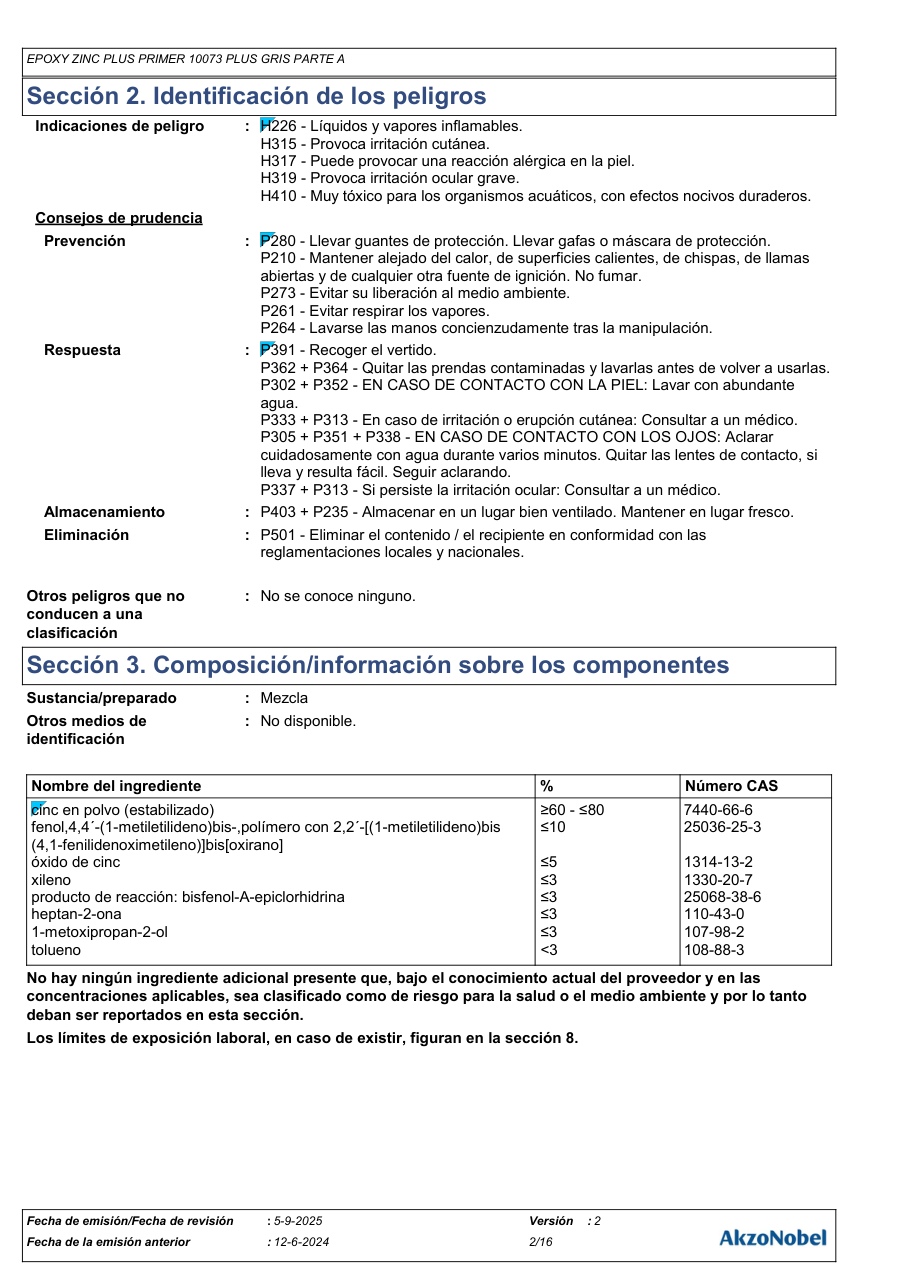 EPOXY ZINC PLUS PRIMER 10073 PLUS GRIS PARTE A
Sección 2. Identificación de los peligros
Indicaciones de peligro : H226 - Líquidos y vapores inflamables.
H315 - Provoca irritación cutánea.
H317 - Puede provocar una reacción alérgica en la piel.
H319 - Provoca irritación ocular grave.
H410 - Muy tóxico para los organismos acuáticos, con efectos nocivos duraderos.
Consejos de prudencia
Prevención : P280 - Llevar guantes de protección. Llevar gafas o máscara de protección.
P210 - Mantener alejado del calor, de superficies calientes, de chispas, de llamas
abiertas y de cualquier otra fuente de ignición. No fumar.
P273 - Evitar su liberación al medio ambiente.
P261 - Evitar respirar los vapores.
P264 - Lavarse las manos concienzudamente tras la manipulación.
Respuesta : P391 - Recoger el vertido.
P362 + P364 - Quitar las prendas contaminadas y lavarlas antes de volver a usarlas.
P302 + P352 - EN CASO DE CONTACTO CON LA PIEL: Lavar con abundante
agua.
P333 + P313 - En caso de irritación o erupción cutánea: Consultar a un médico.
P305 + P351 + P338 - EN CASO DE CONTACTO CON LOS OJOS: Aclarar
cuidadosamente con agua durante varios minutos. Quitar las lentes de contacto, si
lleva y resulta fácil. Seguir aclarando.
P337 + P313 - Si persiste la irritación ocular: Consultar a un médico.
Almacenamiento : P403 + P235 - Almacenar en un lugar bien ventilado. Mantener en lugar fresco.
Eliminación : P501 - Eliminar el contenido / el recipiente en conformidad con las
reglamentaciones locales y nacionales.
Otros peligros que no : No se conoce ninguno.
conducen a una
clasificación
Sección 3. Composición/información sobre los componentes
Sustancia/preparado : Mezcla
Otros medios de : No disponible.
identificación
Nombre del ingrediente % Número CAS
cinc en polvo (estabilizado) ≥60 - ≤80 7440-66-6
fenol,4,4´-(1-metiletilideno)bis-,polímero con 2,2´-[(1-metiletilideno)bis ≤10 25036-25-3
(4,1-fenilidenoximetileno)]bis[oxirano]
óxido de cinc ≤5 1314-13-2
xileno ≤3 1330-20-7
producto de reacción: bisfenol-A-epiclorhidrina ≤3 25068-38-6
heptan-2-ona ≤3 110-43-0
1-metoxipropan-2-ol ≤3 107-98-2
tolueno <3 108-88-3
No hay ningún ingrediente adicional presente que, bajo el conocimiento actual del proveedor y en las
concentraciones aplicables, sea clasificado como de riesgo para la salud o el medio ambiente y por lo tanto
deban ser reportados en esta sección.
Los límites de exposición laboral, en caso de existir, figuran en la sección 8.
Fecha de emisión/Fecha de revisión : 5-9-2025 Versión : 2
Fecha de la emisión anterior : 12-6-2024 2/16
AkzoNobel